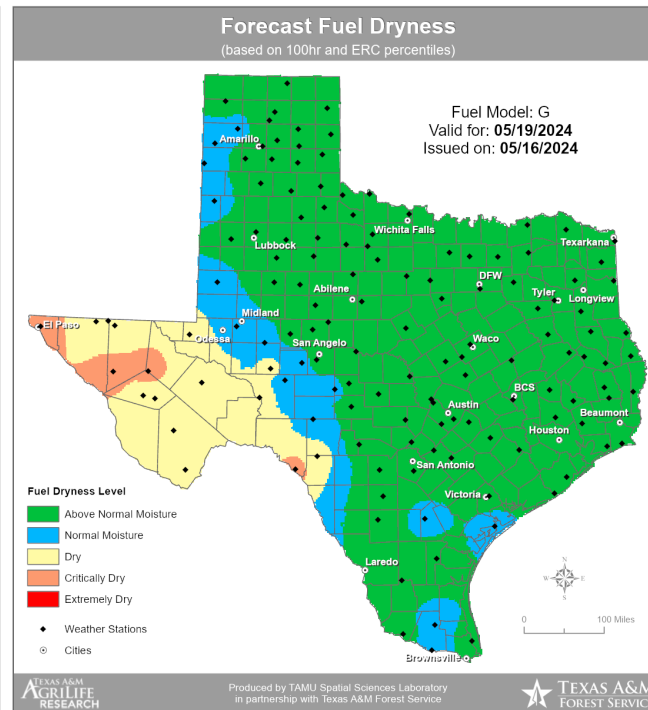 Forecast Fuel Dryness
(based on 100hr and ERC percentiles)
Fuel Model: G
Valid for: 05/19/2024
Issued on: 05/16/2024
Amarillo
Wichita Falls
Texarkana
Lubbock
DFW
Abilene
Tyler
Longview
Midland
El Paso
Odessa
Waco
San Angelo
BCS
Austin
Beaumont
Houston
San Antonio
Victoria
Laredo
Brownsville
Fuel Dryness Level
Above Normal Moisture
Normal Moisture
Dry
Critically Dry
Extremely Dry
Weather Stations
Cities
N
W
E
S
0
100 Miles
TEXAS A&M
AGRILIFE
RESEARCH
Produced by TAMU Spatial Sciences Laboratory
in partnership with Texas A&M Forest Service
TEXAS A&M
FOREST SERVIC